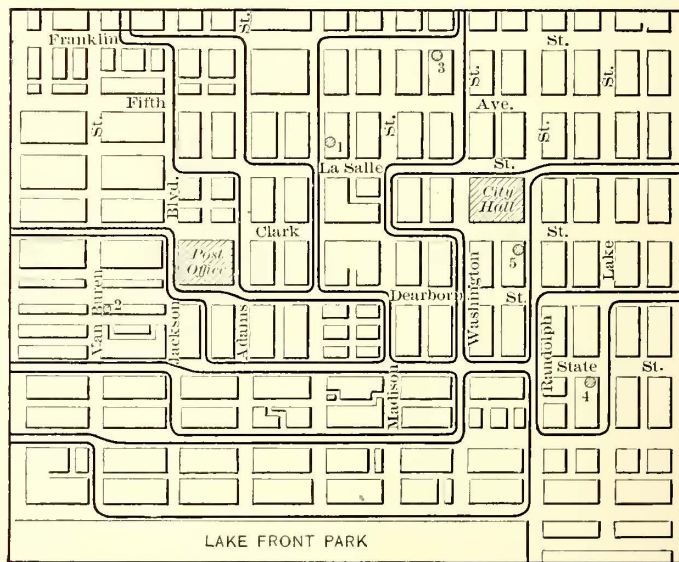 St.
Franklin
St.
3
St.
St.
Fifth
Ave.
St.
St.
St.
1
La Salle
St.
Blvd.
City
Hall
Clark
St.
Post
Office
5
Lake
Dearborn
St.
Van Buren
2
Jackson
Adams
Washington
Randolph
Madison
State
St.
4
LAKE FRONT PARK